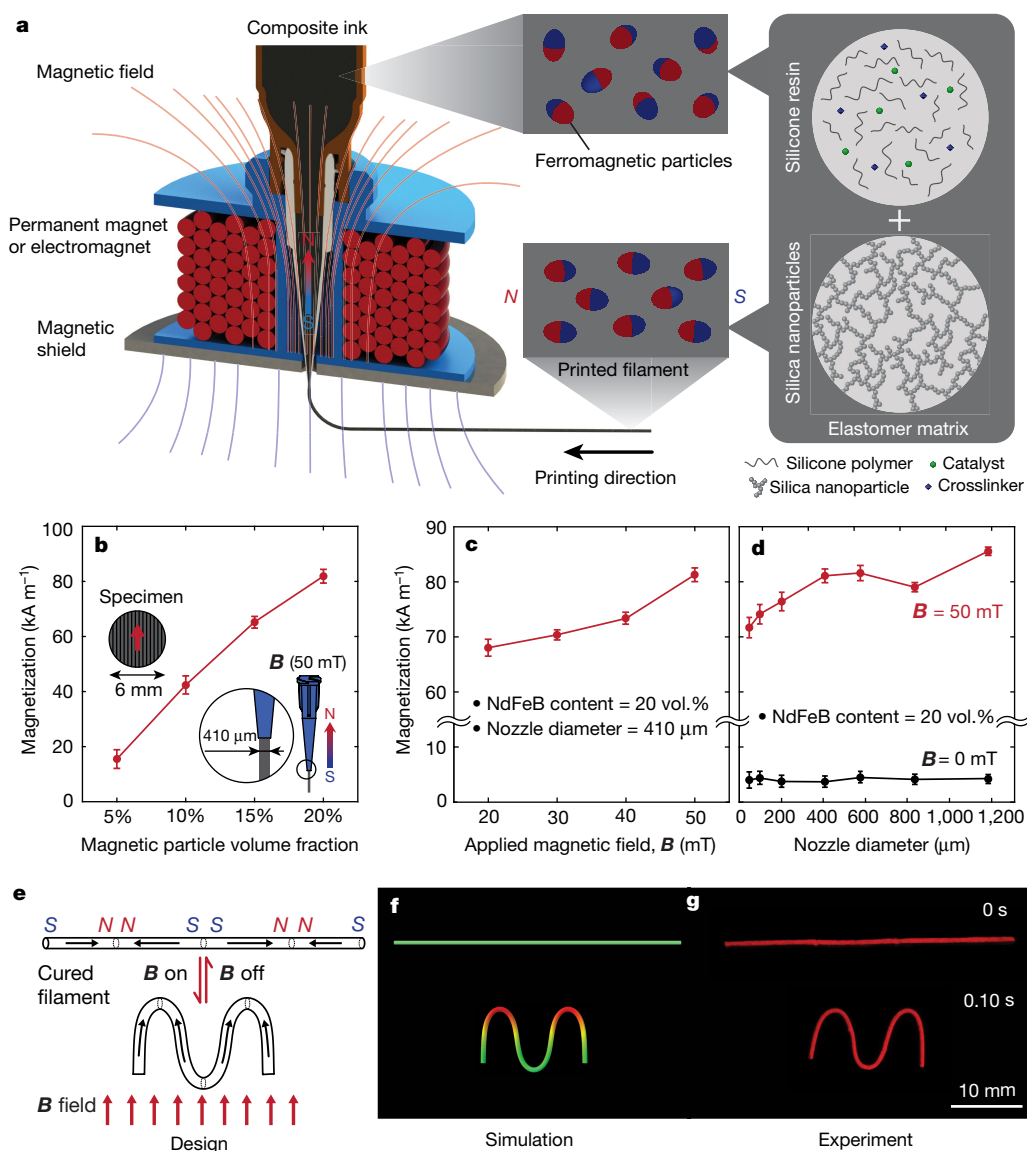 a
Composite ink
Magnetic field
Ferromagnetic particles
Permanent magnet
or electromagnet
N
S
Magnetic
shield
N
S
Printed filament
Printing direction
Silicone resin
+
Silica nanoparticles
Elastomer matrix
Silicone polymer
Catalyst
Silica nanoparticle
Crosslinker
b
Magnetization (kA m⁻¹)
100
80
60
40
20
0
Specimen
6 mm
B (50 mT)
410 μm
N
S
5%
10%
15%
20%
Magnetic particle volume fraction
c
Magnetization (kA m⁻¹)
90
80
70
60
10
5
0
• NdFeB content = 20 vol.%
• Nozzle diameter = 410 μm
20
30
40
50
Applied magnetic field, B (mT)
d
B = 50 mT
• NdFeB content = 20 vol.%
B = 0 mT
0
200
400
600
800
1,000
1,200
Nozzle diameter (μm)
e
S
N N
S S
N N
S
Cured
filament
B on
B off
B field
Design
f
Simulation
g
0 s
0.10 s
10 mm
Experiment